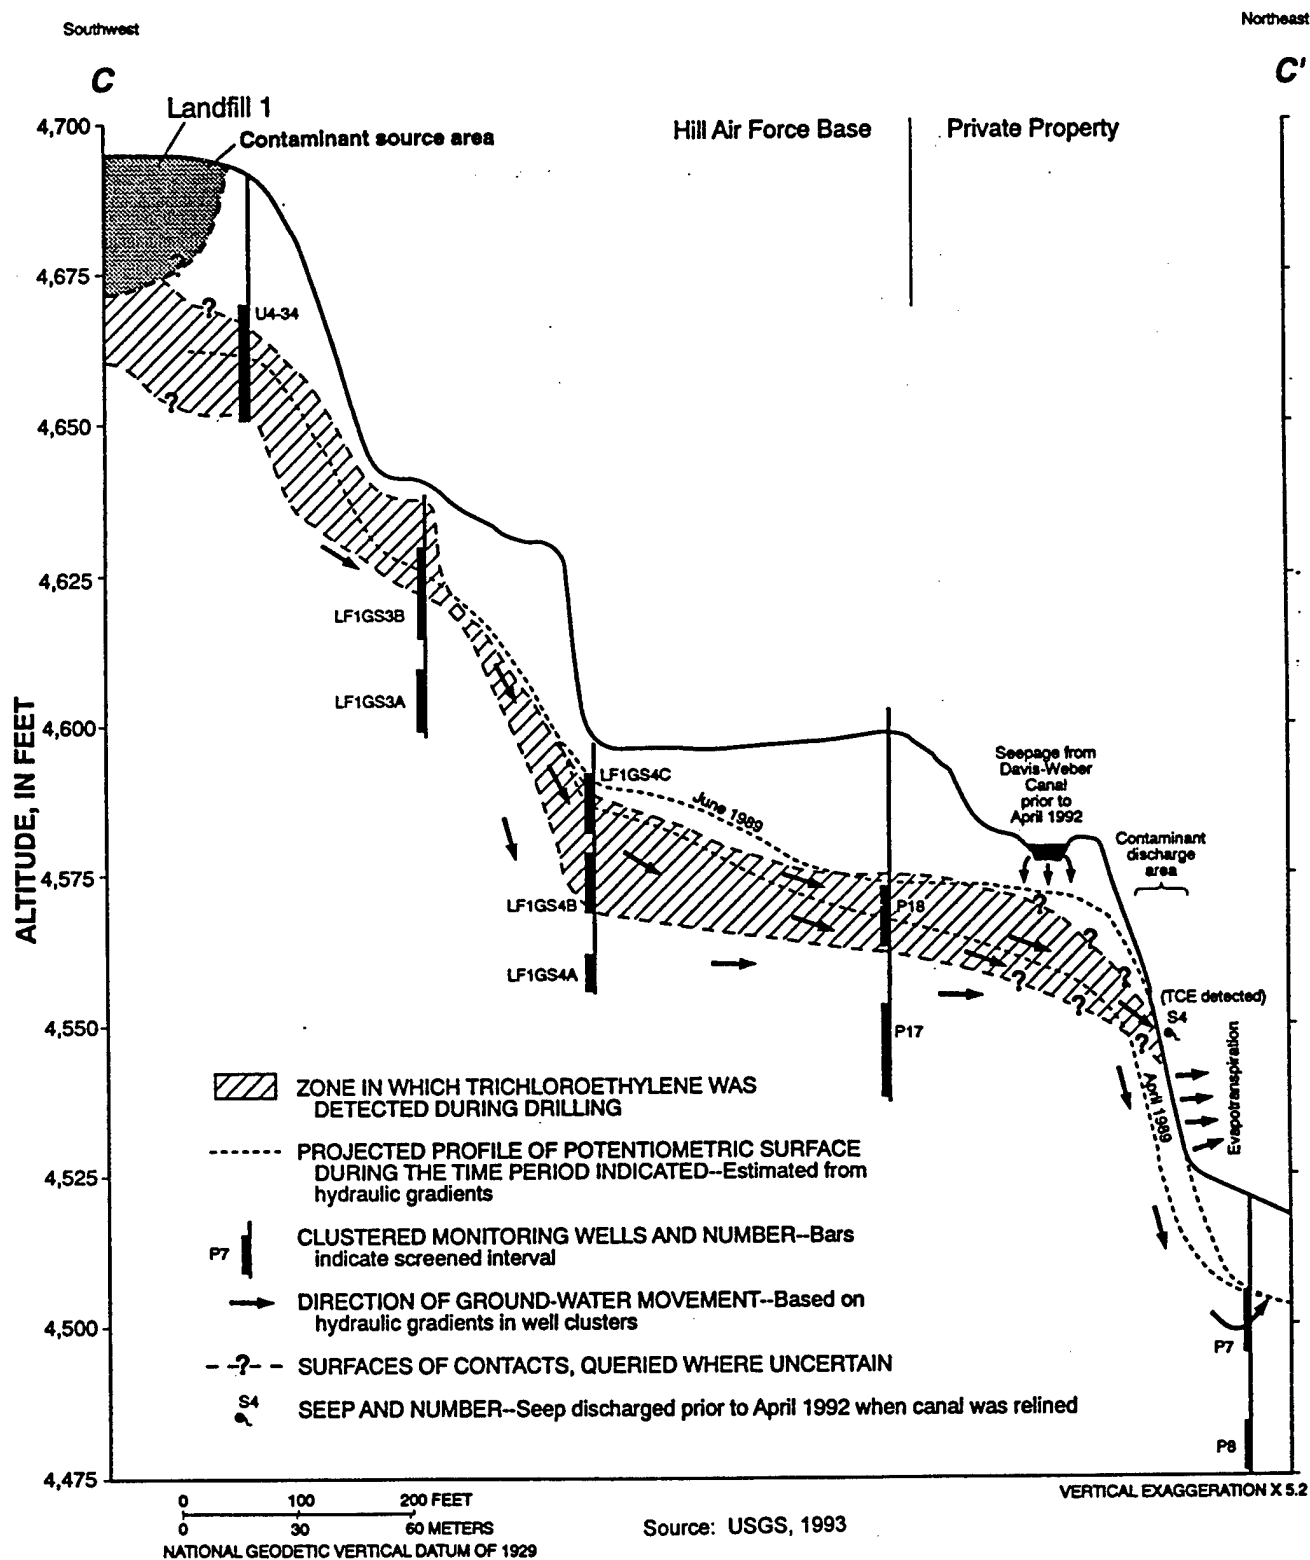 Southwest
Northeast
C
C'
Landfill 1
Contaminant source area
Hill Air Force Base
Private Property
4,700
4,675
4,650
4,625
4,600
4,575
4,550
4,525
4,500
4,475
ALTITUDE, IN FEET
?
?
?
U4-34
LF1GS3B
LF1GS3A
LF1GS4C
LF1GS4B
LF1GS4A
June 1989
Seepage from
Davis-Weber
Canal
prior to
April 1992
Contaminant
discharge
area
P18
P17
?
?
?
?
?
?
(TCE detected)
S4
Evapotranspiration
April 1989
P7
P8
ZONE IN WHICH TRICHLOROETHYLENE WAS
DETECTED DURING DRILLING
PROJECTED PROFILE OF POTENTIOMETRIC SURFACE
DURING THE TIME PERIOD INDICATED--Estimated from
hydraulic gradients
P7
CLUSTERED MONITORING WELLS AND NUMBER--Bars
indicate screened interval
DIRECTION OF GROUND-WATER MOVEMENT--Based on
hydraulic gradients in well clusters
--?-- SURFACES OF CONTACTS, QUERIED WHERE UNCERTAIN
S4
SEEP AND NUMBER--Seep discharged prior to April 1992 when canal was relined
VERTICAL EXAGGERATION X 5.2
0 100 200 FEET
0 30 60 METERS
NATIONAL GEODETIC VERTICAL DATUM OF 1929
Source: USGS, 1993